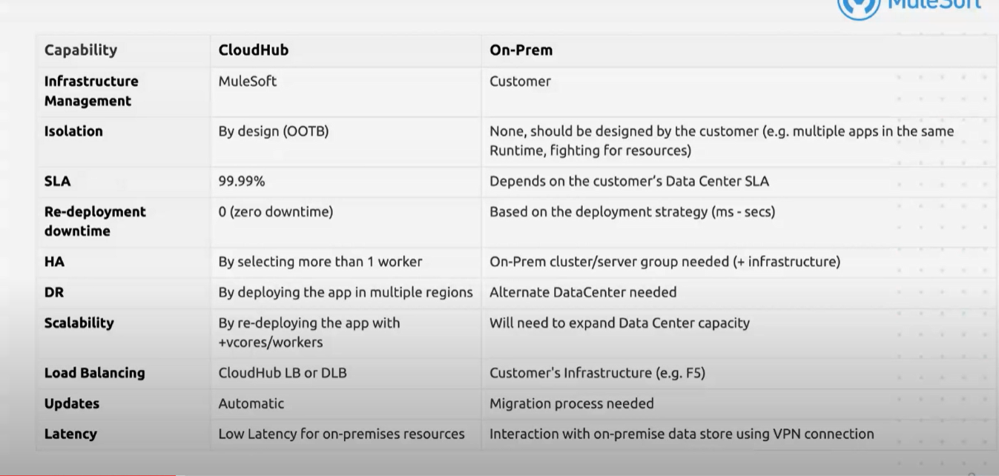 MuleSoft
Capability CloudHub On-Prem
Infrastructure MuleSoft Customer
Management
Isolation By design (OOTB) None, should be designed by the customer (e.g. multiple apps in the same
Runtime, fighting for resources)
SLA 99.99% Depends on the customer's Data Center SLA
Re-deployment 0 (zero downtime) Based on the deployment strategy (ms - secs)
downtime
HA By selecting more than 1 worker On-Prem cluster/server group needed (+ infrastructure)
DR By deploying the app in multiple regions Alternate DataCenter needed
Scalability By re-deploying the app with Will need to expand Data Center capacity
+vcores/workers
Load Balancing CloudHub LB or DLB Customer's Infrastructure (e.g. F5)
Updates Automatic Migration process needed
Latency Low Latency for on-premises resources Interaction with on-premise data store using VPN connection